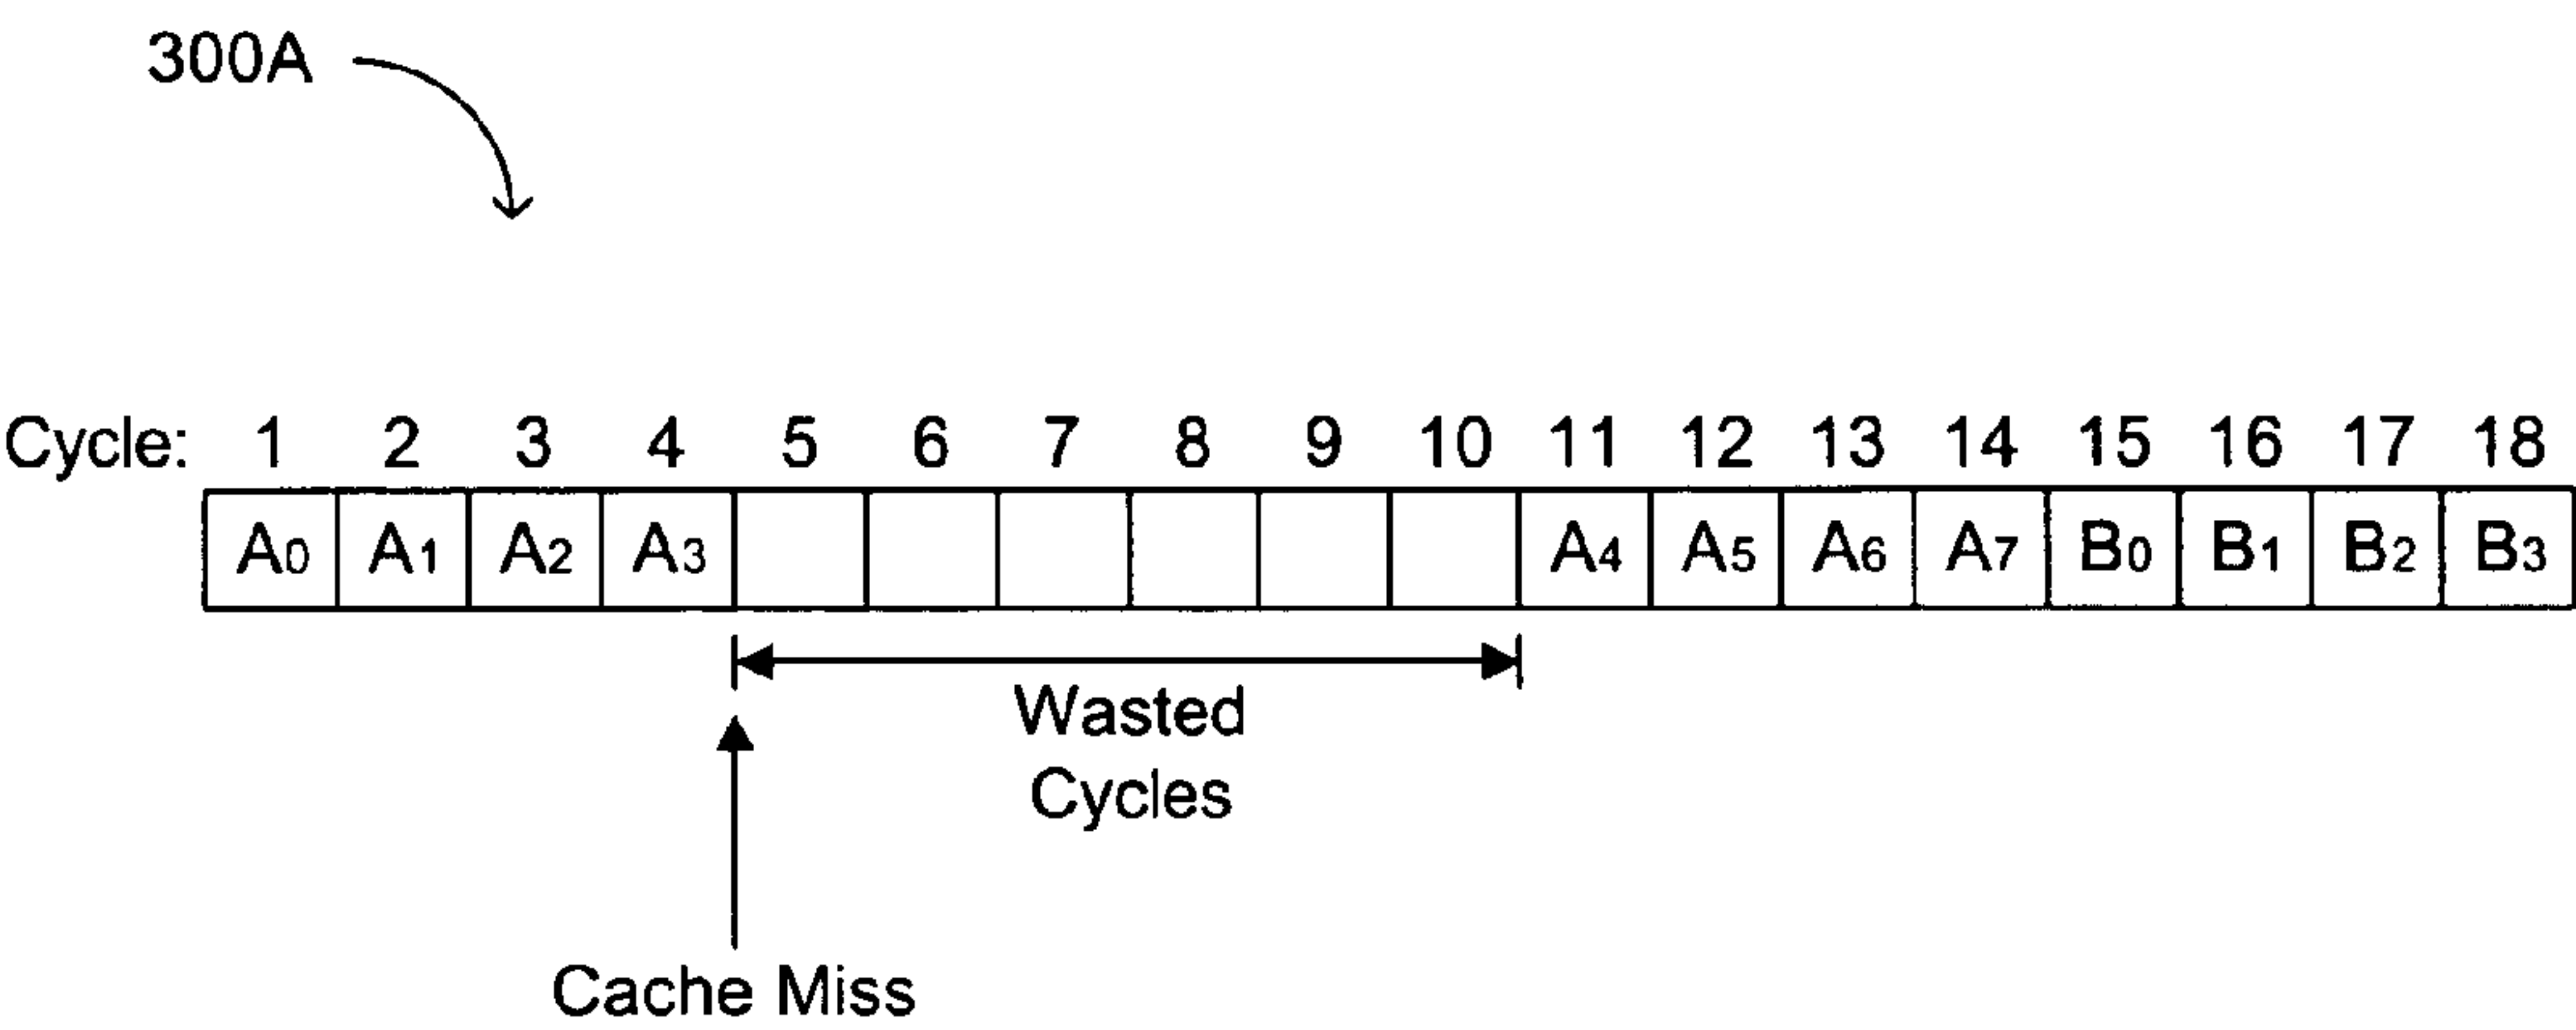 300A
Cycle: 1 2 3 4 5 6 7 8 9 10 11 12 13 14 15 16 17 18
A0 A1 A2 A3 A4 A5 A6 A7 B0 B1 B2 B3
Wasted
Cycles
Cache Miss